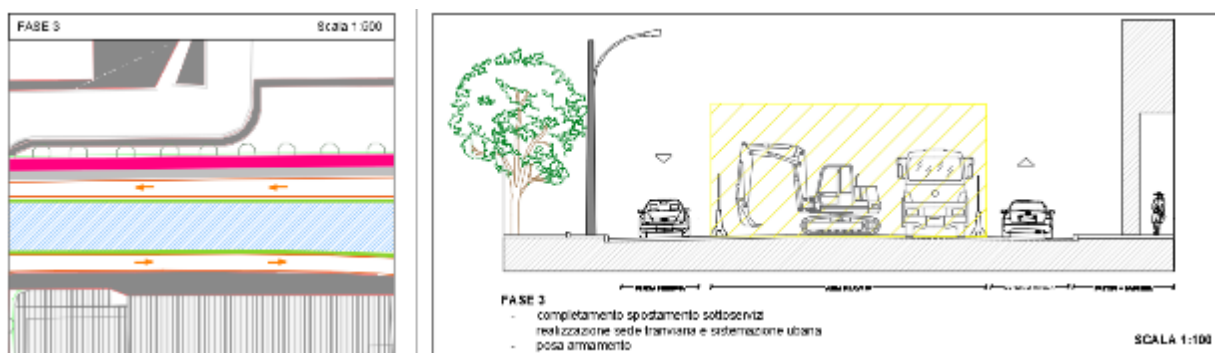 FASE 3
Scala 1:500
FASE 3
- completamento spostamento sottoservizi
realizzazione sede tranviaria e sistemazione ubana
- posa armamento
SCALA 1:100